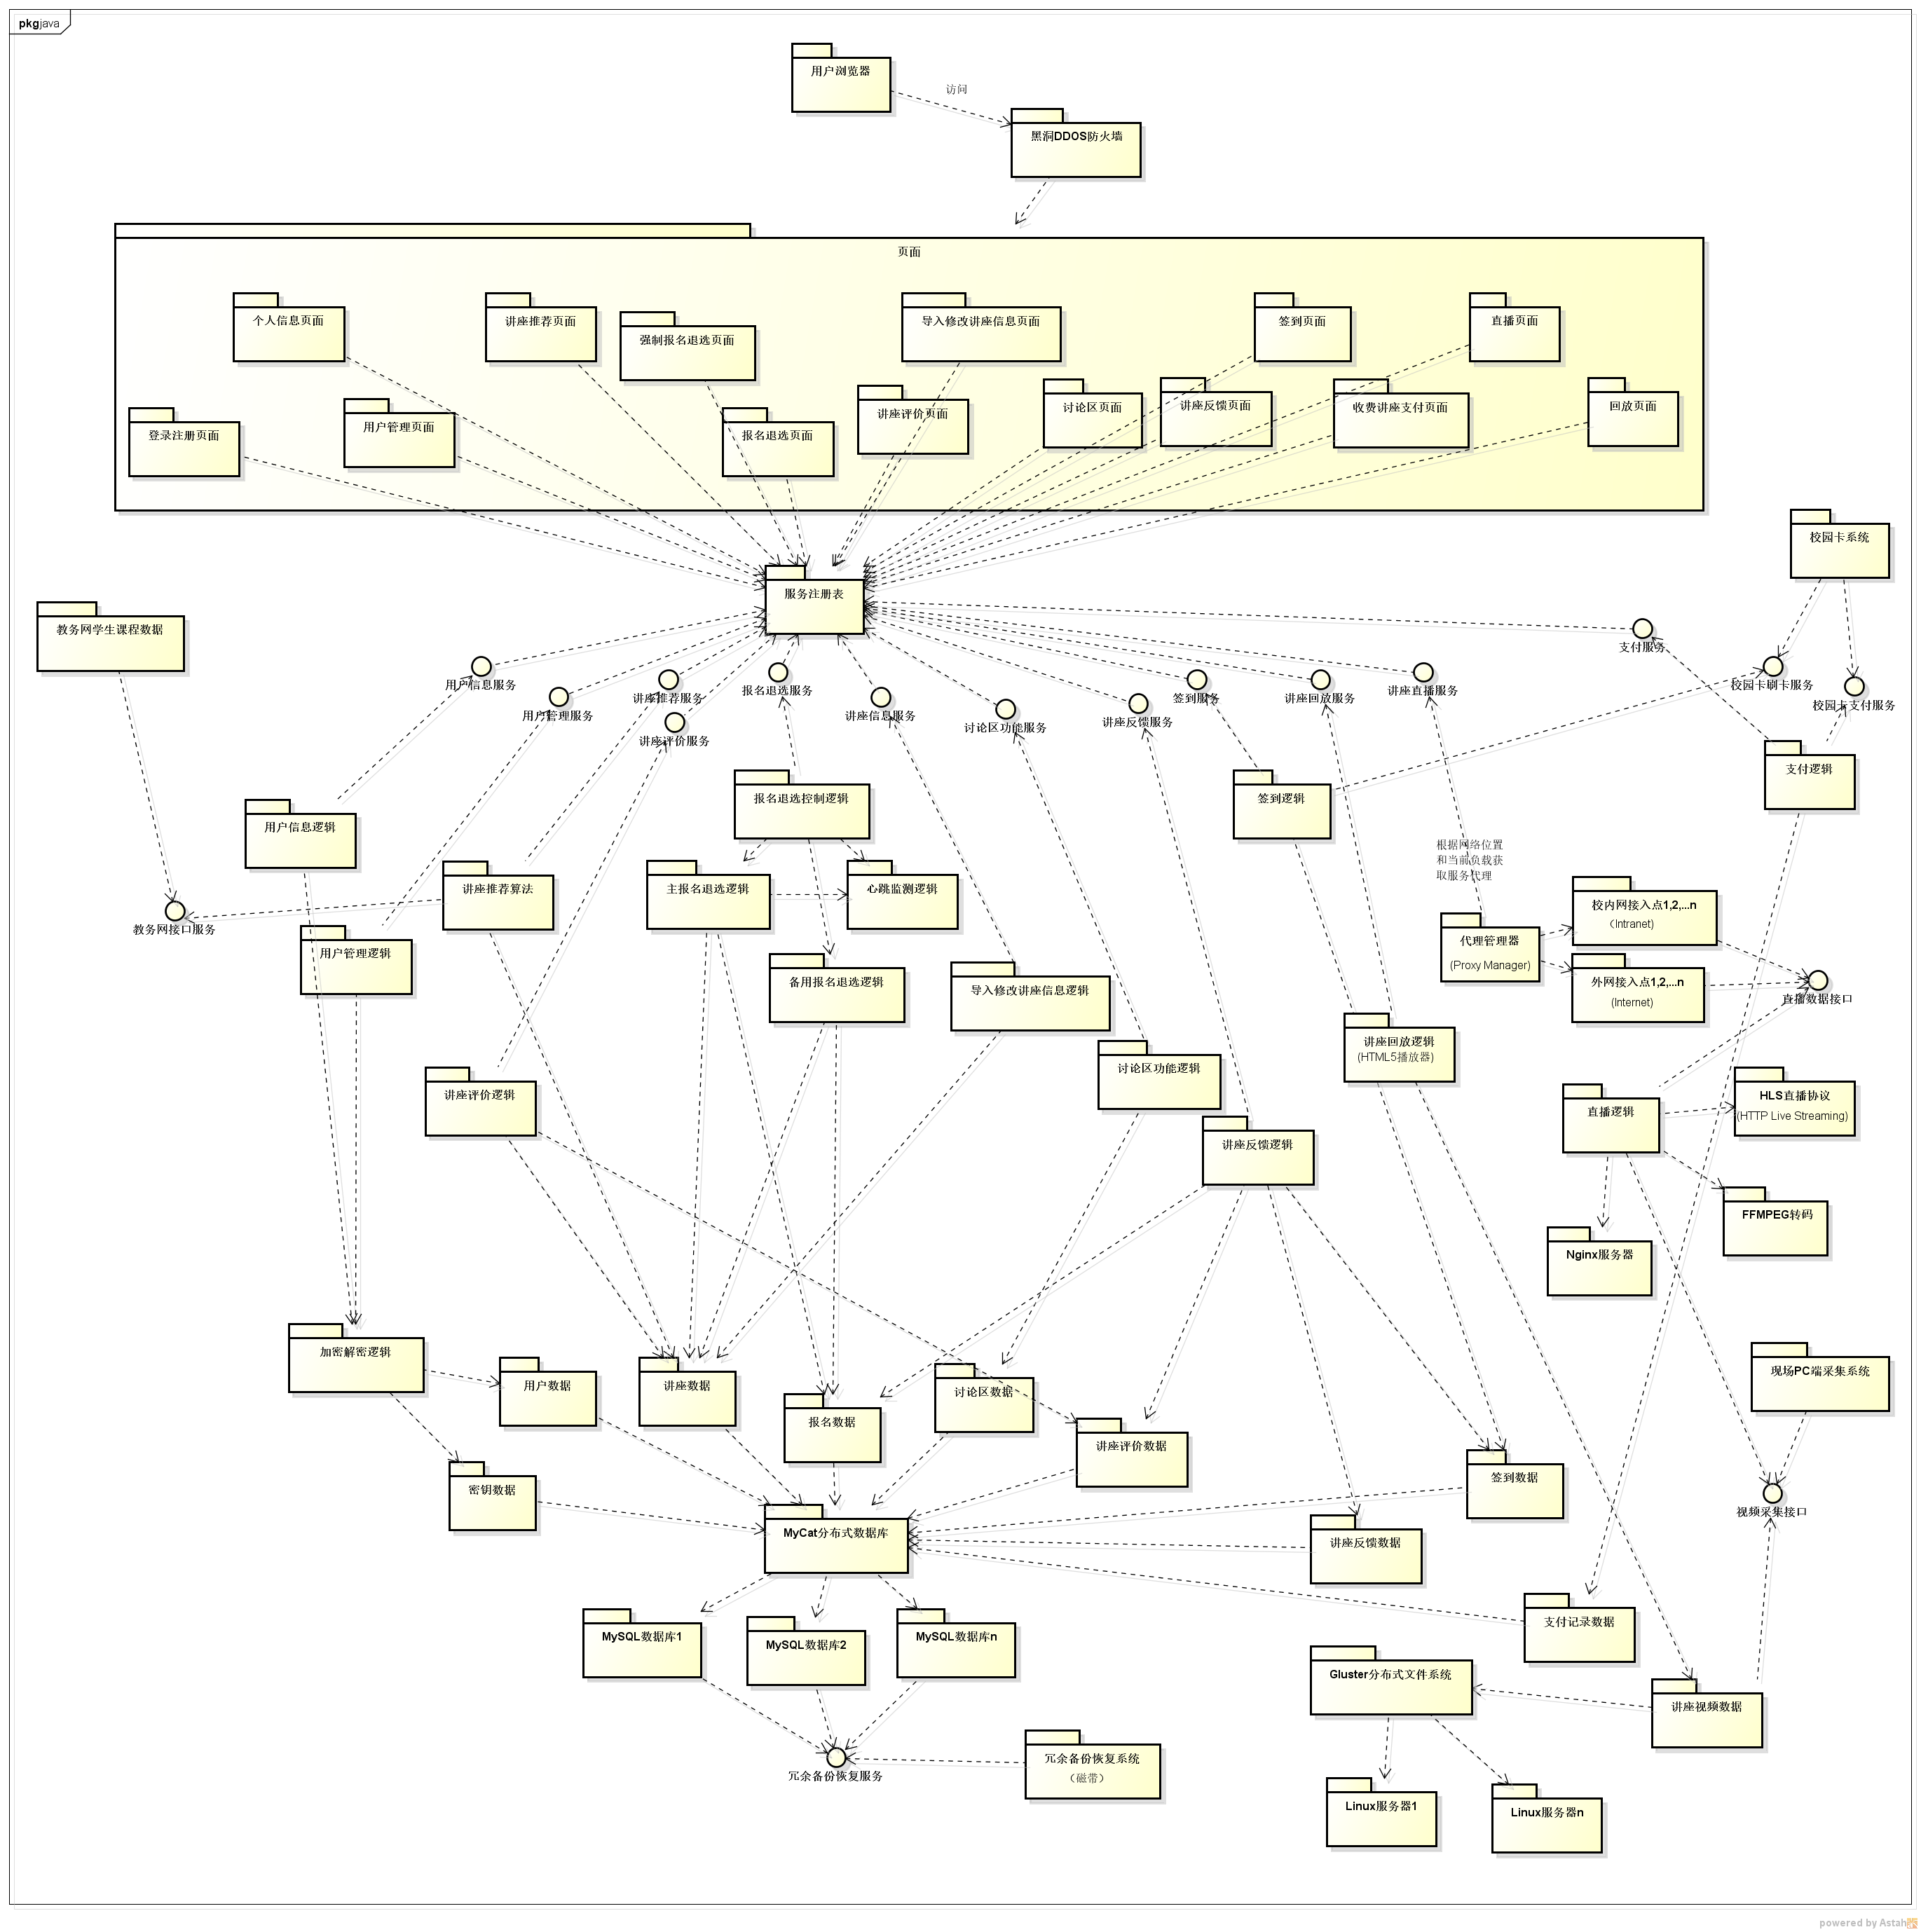 pkgjava
用户浏览器
访问
黑洞DDOS防火墙
页面
个人信息页面
讲座推荐页面
强制报名退选页面
导入修改讲座信息页面
签到页面
直播页面
登录注册页面
用户管理页面
报名退选页面
讲座评价页面
讨论区页面
讲座反馈页面
收费讲座支付页面
回放页面
校园卡系统
服务注册表
教务网学生课程数据
用户信息服务
用户管理服务
讲座推荐服务
讲座评价服务
报名退选服务
讲座信息服务
讨论区功能服务
讲座反馈服务
签到服务
讲座回放服务
讲座直播服务
支付服务
校园卡刷卡服务
校园卡支付服务
支付逻辑
报名退选控制逻辑
签到逻辑
用户信息逻辑
根据网络位置
和当前负载获
取服务代理
讲座推荐算法
主报名退选逻辑
心跳监测逻辑
校内网接入点1,2,...n
（Intranet)
教务网接口服务
代理管理器
(Proxy Manager)
用户管理逻辑
备用报名退选逻辑
导入修改讲座信息逻辑
外网接入点1,2,...n
(Internet)
直播数据接口
讲座回放逻辑
(HTML5播放器)
讨论区功能逻辑
讲座评价逻辑
直播逻辑
HLS直播协议
(HTTP Live Streaming)
讲座反馈逻辑
FFMPEG转码
Nginx服务器
加密解密逻辑
用户数据
讲座数据
报名数据
讨论区数据
讲座评价数据
现场PC端采集系统
密钥数据
签到数据
视频采集接口
MyCat分布式数据库
讲座反馈数据
MySQL数据库1
MySQL数据库2
MySQL数据库n
支付记录数据
Gluster分布式文件系统
讲座视频数据
冗余备份恢复服务
冗余备份恢复系统
（磁带）
Linux服务器1
Linux服务器n
powered by Astah